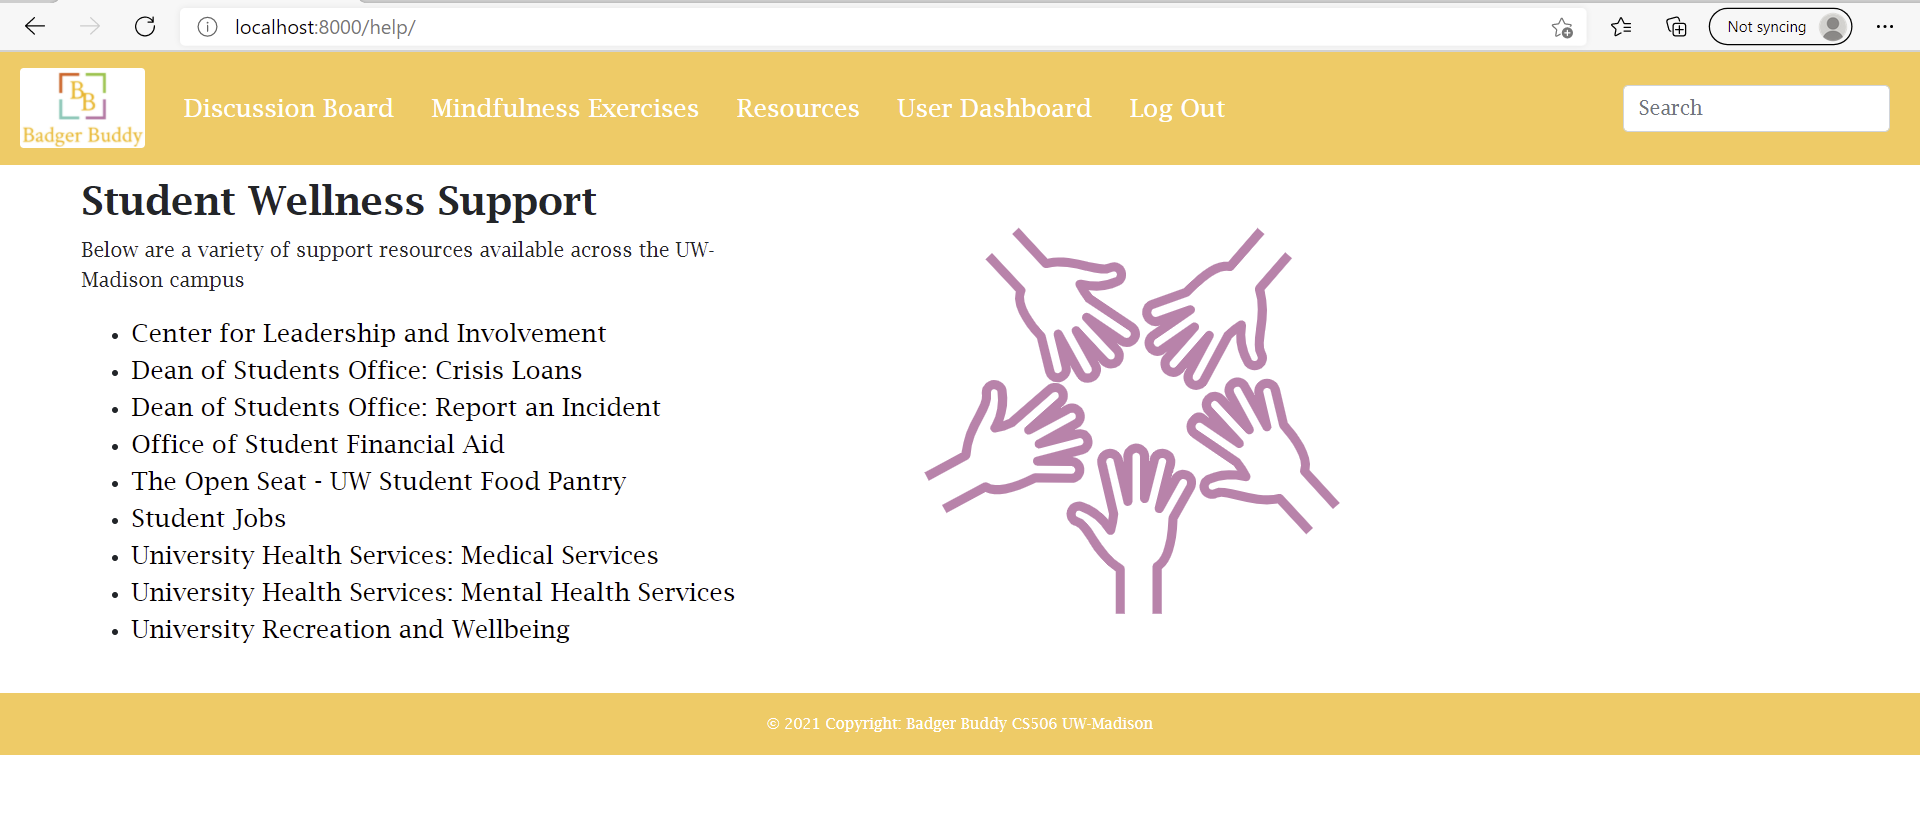 localhost:8000/help/
Not syncing
BB
Badger Buddy
Discussion Board
Mindfulness Exercises
Resources
User Dashboard
Log Out
Search
Student Wellness Support
Below are a variety of support resources available across the UW-
Madison campus
Center for Leadership and Involvement
Dean of Students Office: Crisis Loans
Dean of Students Office: Report an Incident
Office of Student Financial Aid
The Open Seat - UW Student Food Pantry
Student Jobs
University Health Services: Medical Services
University Health Services: Mental Health Services
University Recreation and Wellbeing
© 2021 Copyright: Badger Buddy CS506 UW-Madison